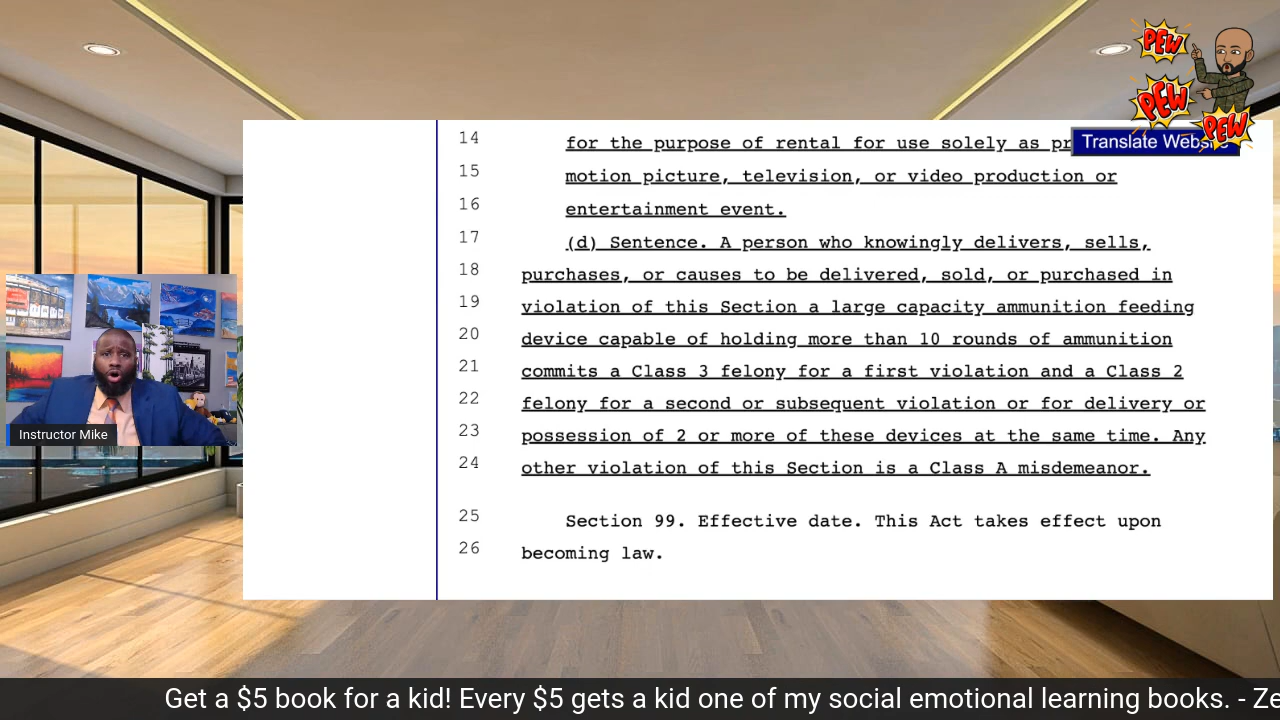 PEW
PEW
PEW
Translate Website
14 for the purpose of rental for use solely as
15 motion picture, television, or video production or
16 entertainment event.
17 (d) Sentence. A person who knowingly delivers, sells,
18 purchases, or causes to be delivered, sold, or purchased in
19 violation of this Section a large capacity ammunition feeding
20 device capable of holding more than 10 rounds of ammunition
21 commits a Class 3 felony for a first violation and a Class 2
22 felony for a second or subsequent violation or for delivery or
23 possession of 2 or more of these devices at the same time. Any
24 other violation of this Section is a Class A misdemeanor.
25 Section 99. Effective date. This Act takes effect upon
26 becoming law.
Instructor Mike
Get a $5 book for a kid! Every $5 gets a kid one of my social emotional learning books. -